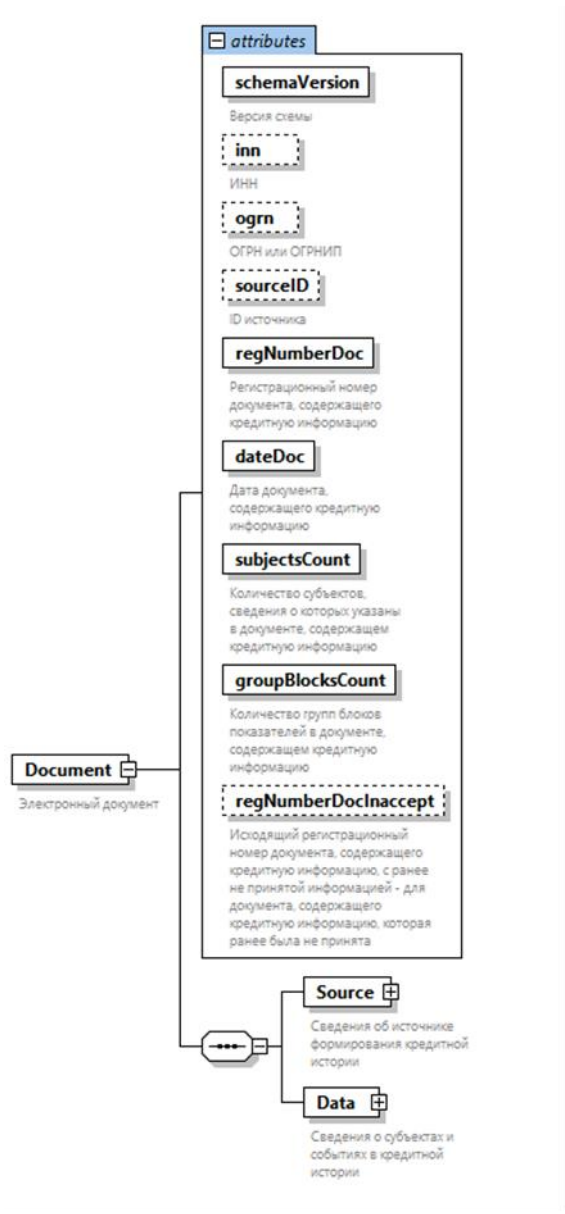 attributes
schemaVersion
Версия схемы
inn
ИНН
ogrn
ОГРН или ОГРНИП
sourceID
ID источника
regNumberDoc
Регистрационный номер
документа, содержащего
кредитную информацию
dateDoc
Дата документа,
содержащего кредитную
информацию
subjectsCount
Количество субъектов,
сведения о которых указаны
в документе, содержащем
кредитную информацию
groupBlocksCount
Количество групп блоков
показателей в документе,
содержащем кредитную
информацию
Document
Электронный документ
regNumberDocInaccept
Исходящий регистрационный
номер документа, содержащего
кредитную информацию, с ранее
не принятой информацией - для
документа, содержащего
кредитную информацию, которая
ранее была не принята
Source
Сведения об источнике
формирования кредитной
истории
Data
Сведения о субъектах и
событиях в кредитной
истории